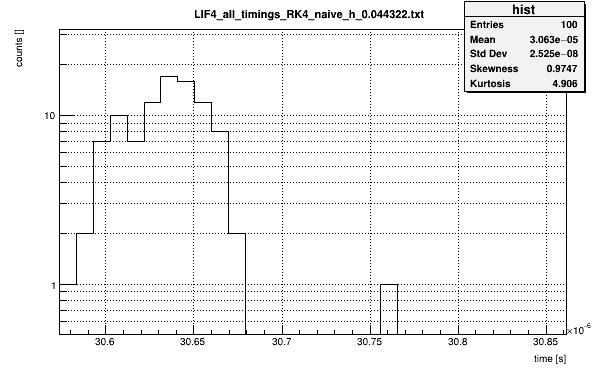 LIF4_all_timings_RK4_naive_h_0.044322.txt
hist
Entries 100
Mean 3.063e−05
Std Dev 2.525e−08
Skewness 0.9747
Kurtosis 4.906
counts []
10
1
30.6 30.65 30.7 30.75 30.8 30.85 ×10−6
time [s]